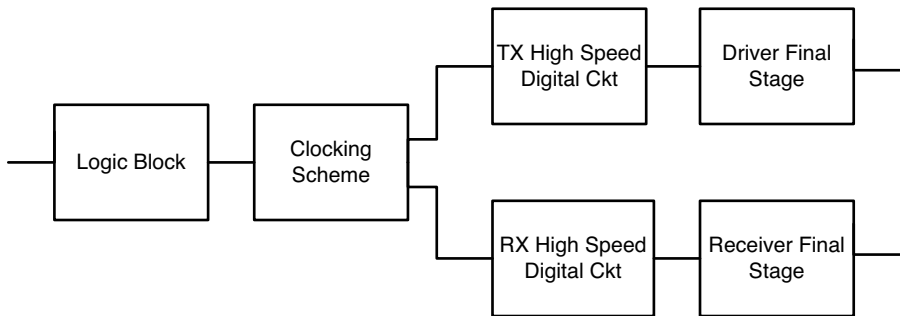 Logic Block
Clocking
Scheme
TX High Speed
Digital Ckt
Driver Final
Stage
RX High Speed
Digital Ckt
Receiver Final
Stage